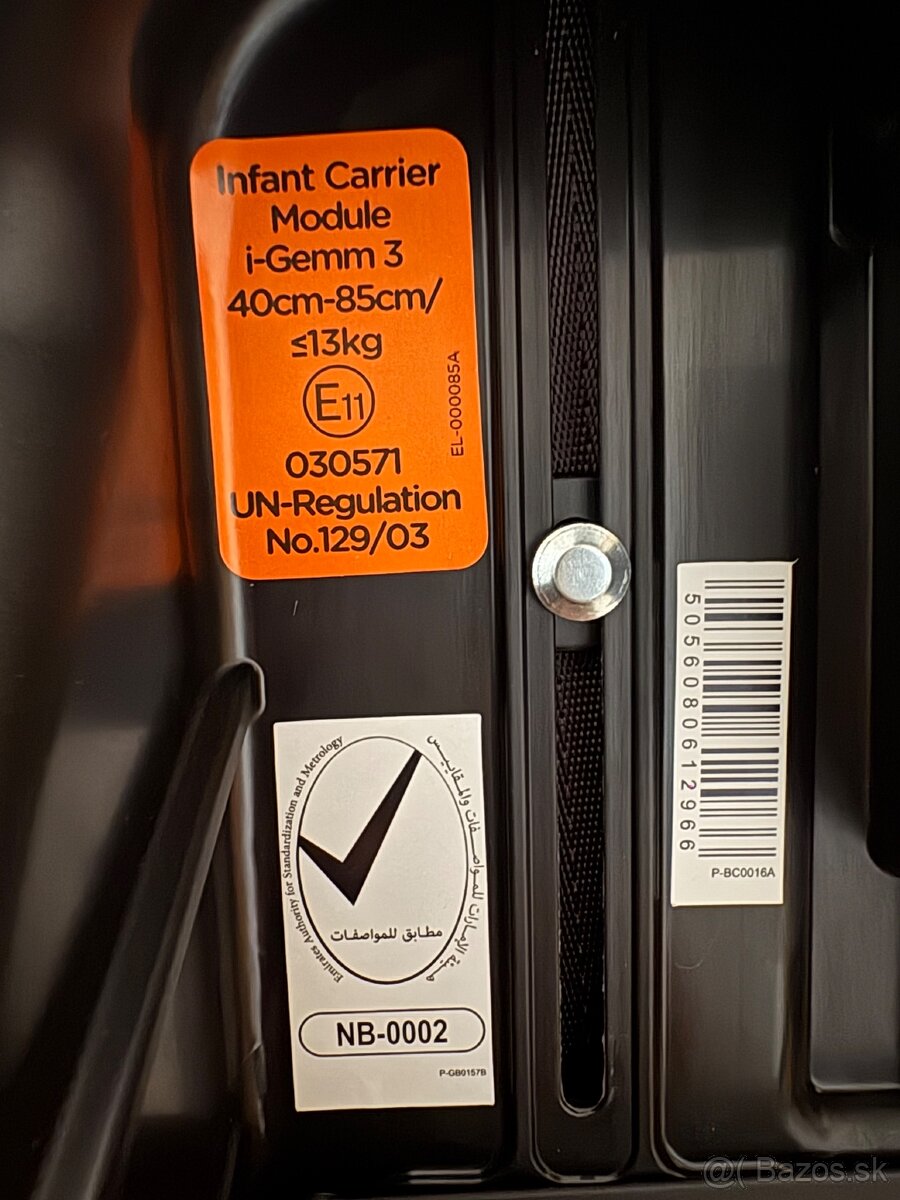 Infant Carrier
Module
i-Gemm 3
40cm-85cm/
≤13kg
E11
030571
UN-Regulation
No.129/03
EL-000085A
5056080612966
P-BC0016A
Emirates Authority for Standardization and Metrology
هيئة الإمارات للمواصفات والمقاييس
مطابق للمواصفات
NB-0002
P-GB0157B
@( Bazos.sk